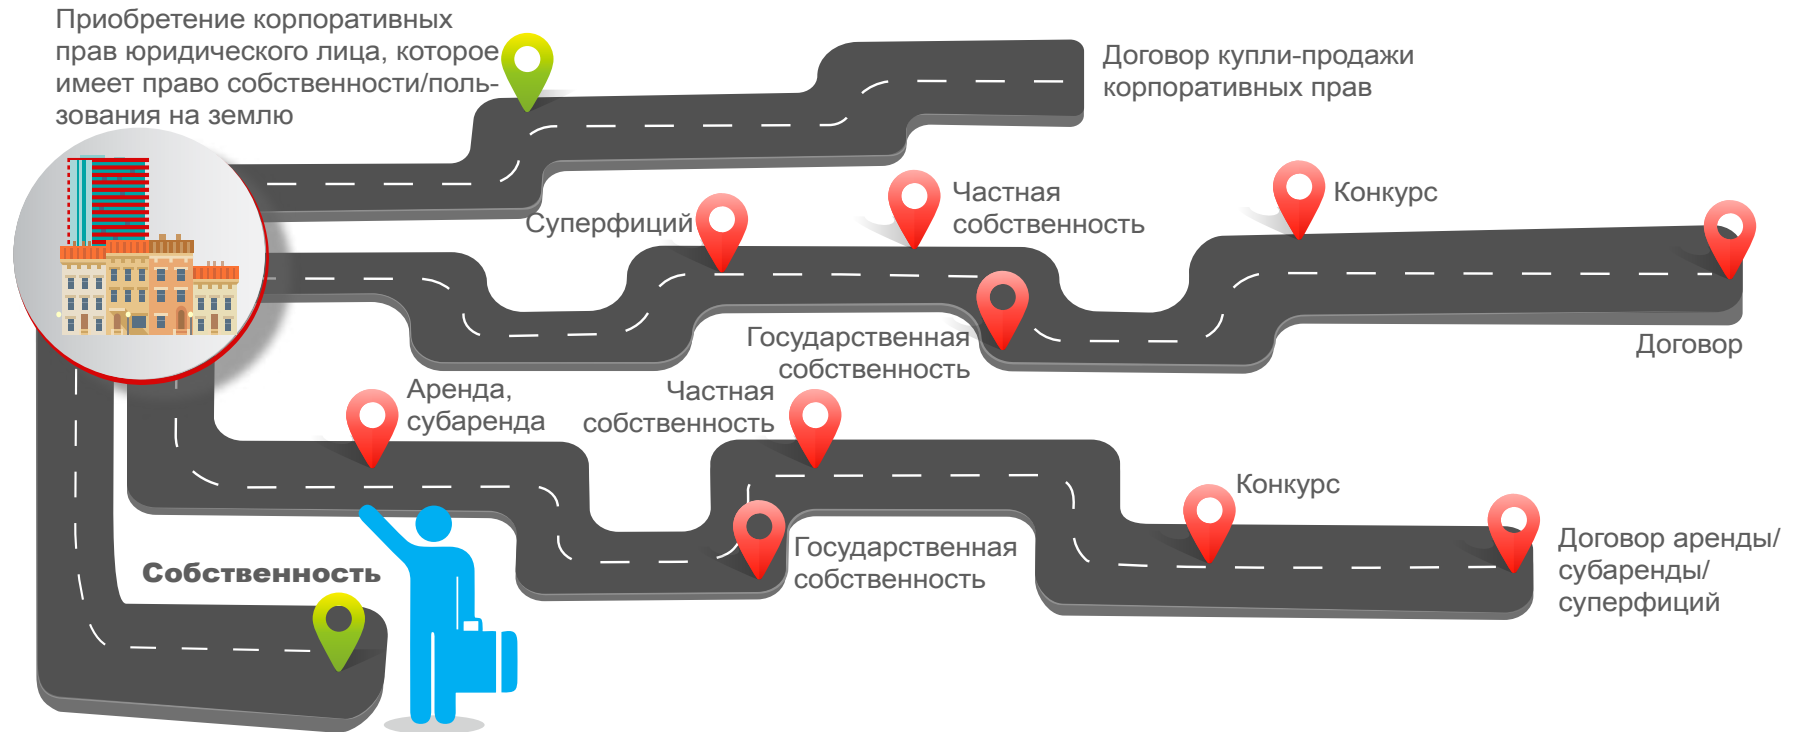 Приобретение корпоративных
прав юридического лица, которое
имеет право собственности/поль-
зования на землю
Договор купли-продажи
корпоративных прав
Суперфиций
Частная
собственность
Конкурс
Государственная
собственность
Договор
Аренда,
субаренда
Частная
собственность
Государственная
собственность
Конкурс
Договор аренды/
субаренды/
суперфиций
Собственность